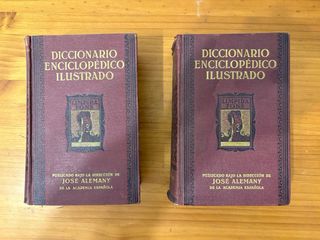 DICCIONARIO
ENCICLOPÉDICO
ILUSTRADO
PUBLICADO BAJO LA DIRECCIÓN DE
JOSÉ ALEMANY
DE LA ACADEMIA ESPAÑOLA
DICCIONARIO
ENCICLOPÉDICO
ILUSTRADO
PUBLICADO BAJO LA DIRECCIÓN DE
JOSÉ ALEMANY
DE LA ACADEMIA ESPAÑOLA